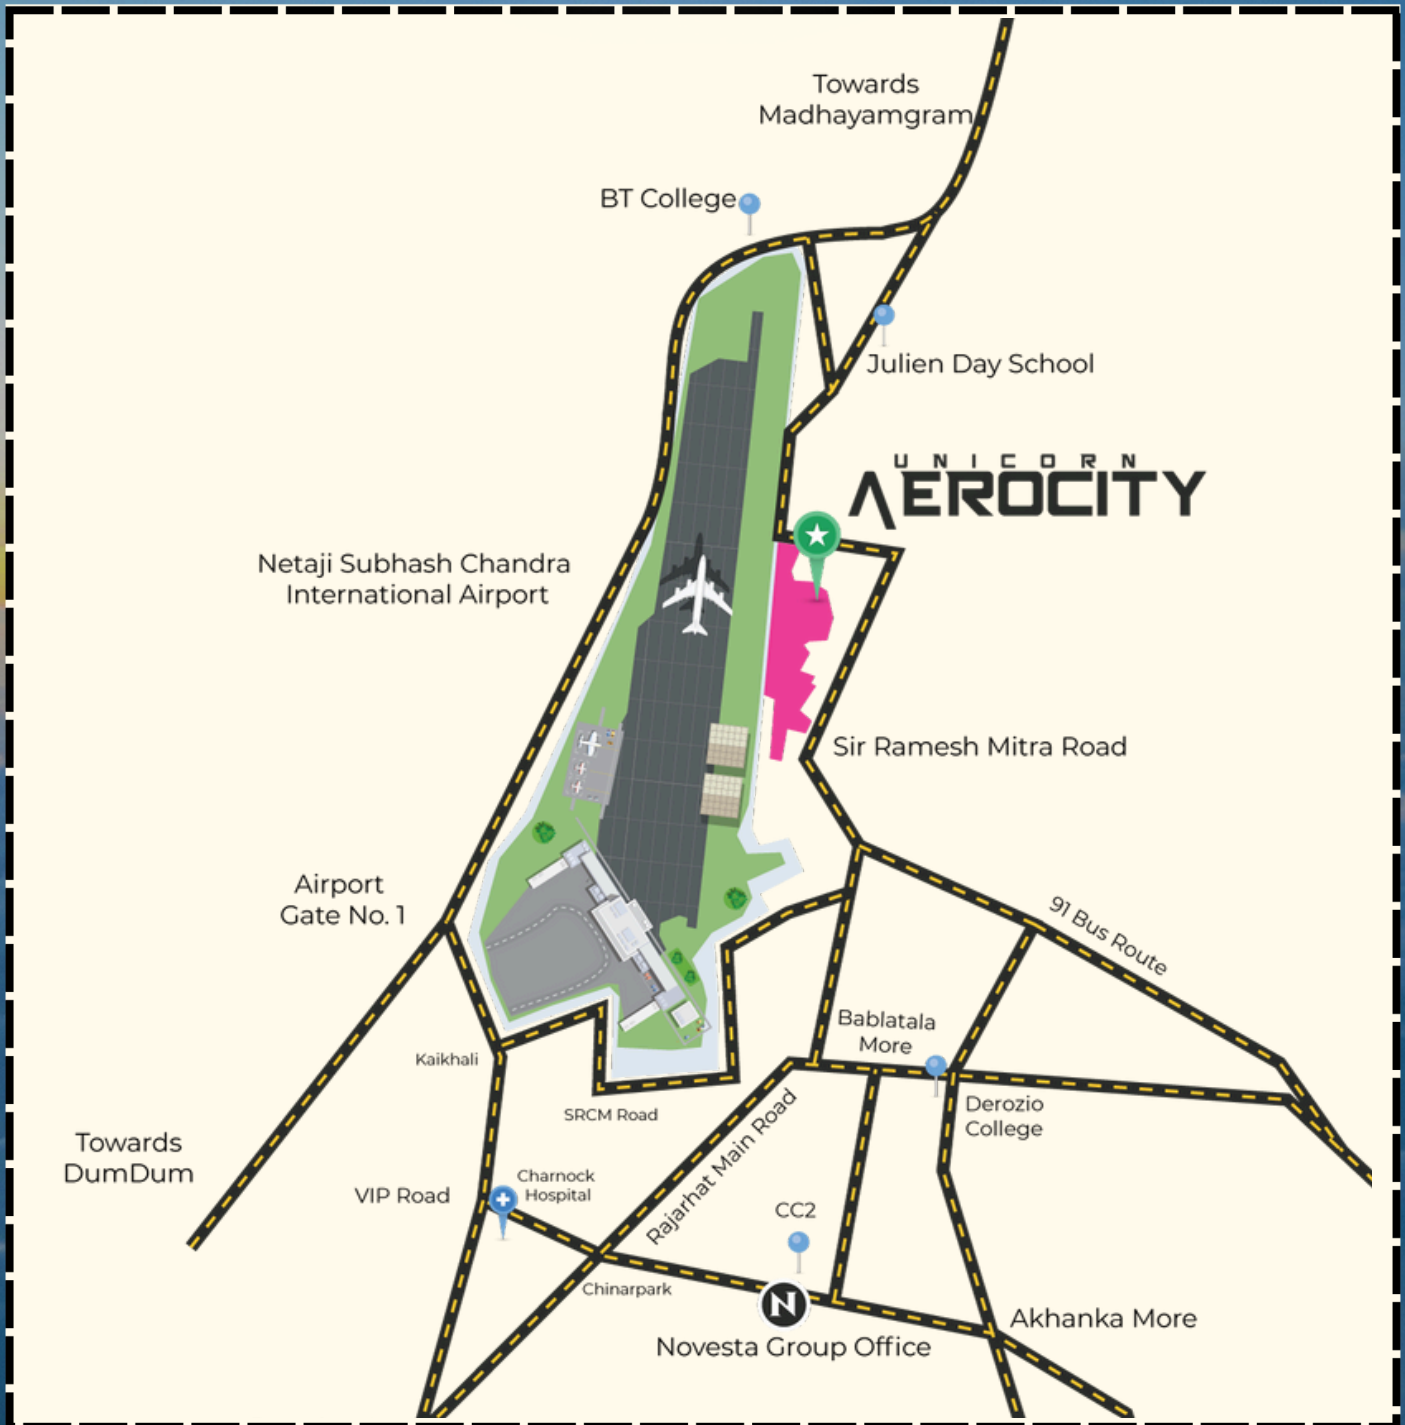 Towards
Madhayamgram
BT College
Julien Day School
UNICORN
AEROCITY
Netaji Subhash Chandra
International Airport
Sir Ramesh Mitra Road
Airport
Gate No. 1
91 Bus Route
Bablatala
More
Kaikhali
SRCM Road
Derozio
College
Towards
DumDum
Rajarhat Main Road
Charnock
Hospital
VIP Road
CC2
Chinarpark
N
Akhanka More
Novesta Group Office